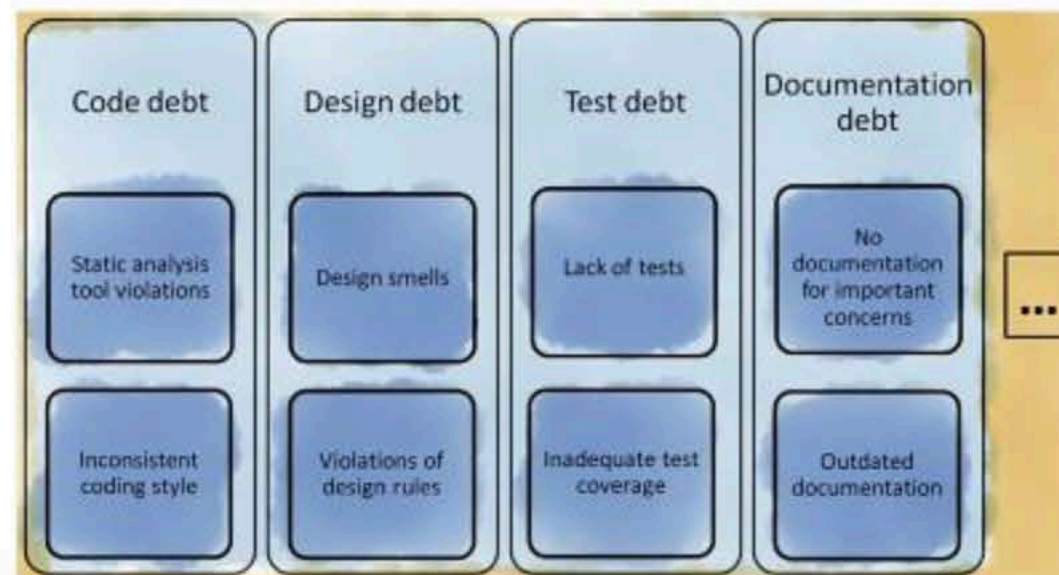 Code debt
Static analysis
tool violations
Inconsistent
coding style
Design debt
Design smells
Violations of
design rules
Test debt
Lack of tests
Inadequate test
coverage
Documentation
debt
No
documentation
for important
concerns
Outdated
documentation
...